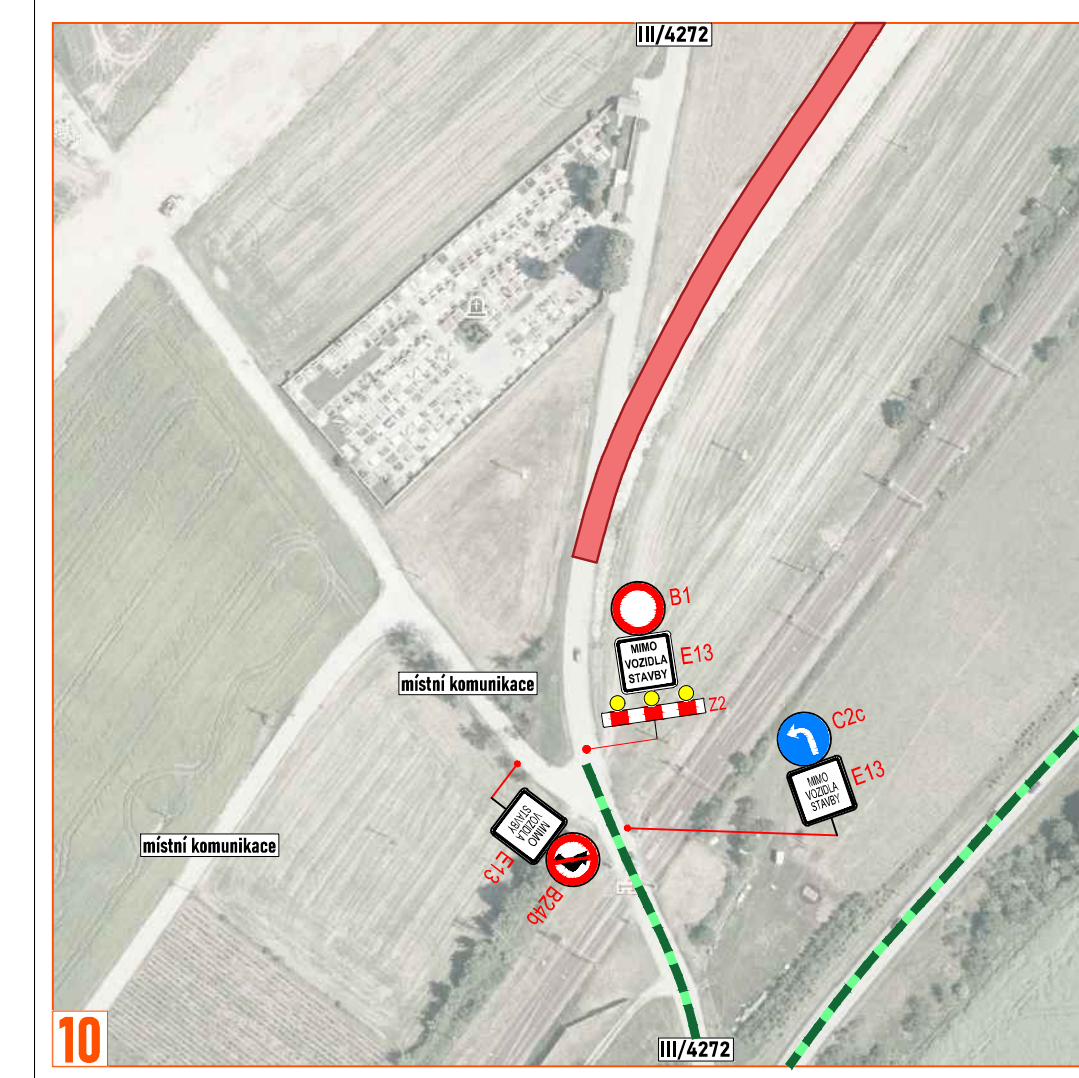 III/4272
B1
MIMO
VOZIDLA
STAVBY
E13
Z2
místní komunikace
C2c
MIMO
VOZIDLA
STAVBY
E13
MIMO
VOZIDLA
STAVBY
E13
B24b
místní komunikace
10
III/4272